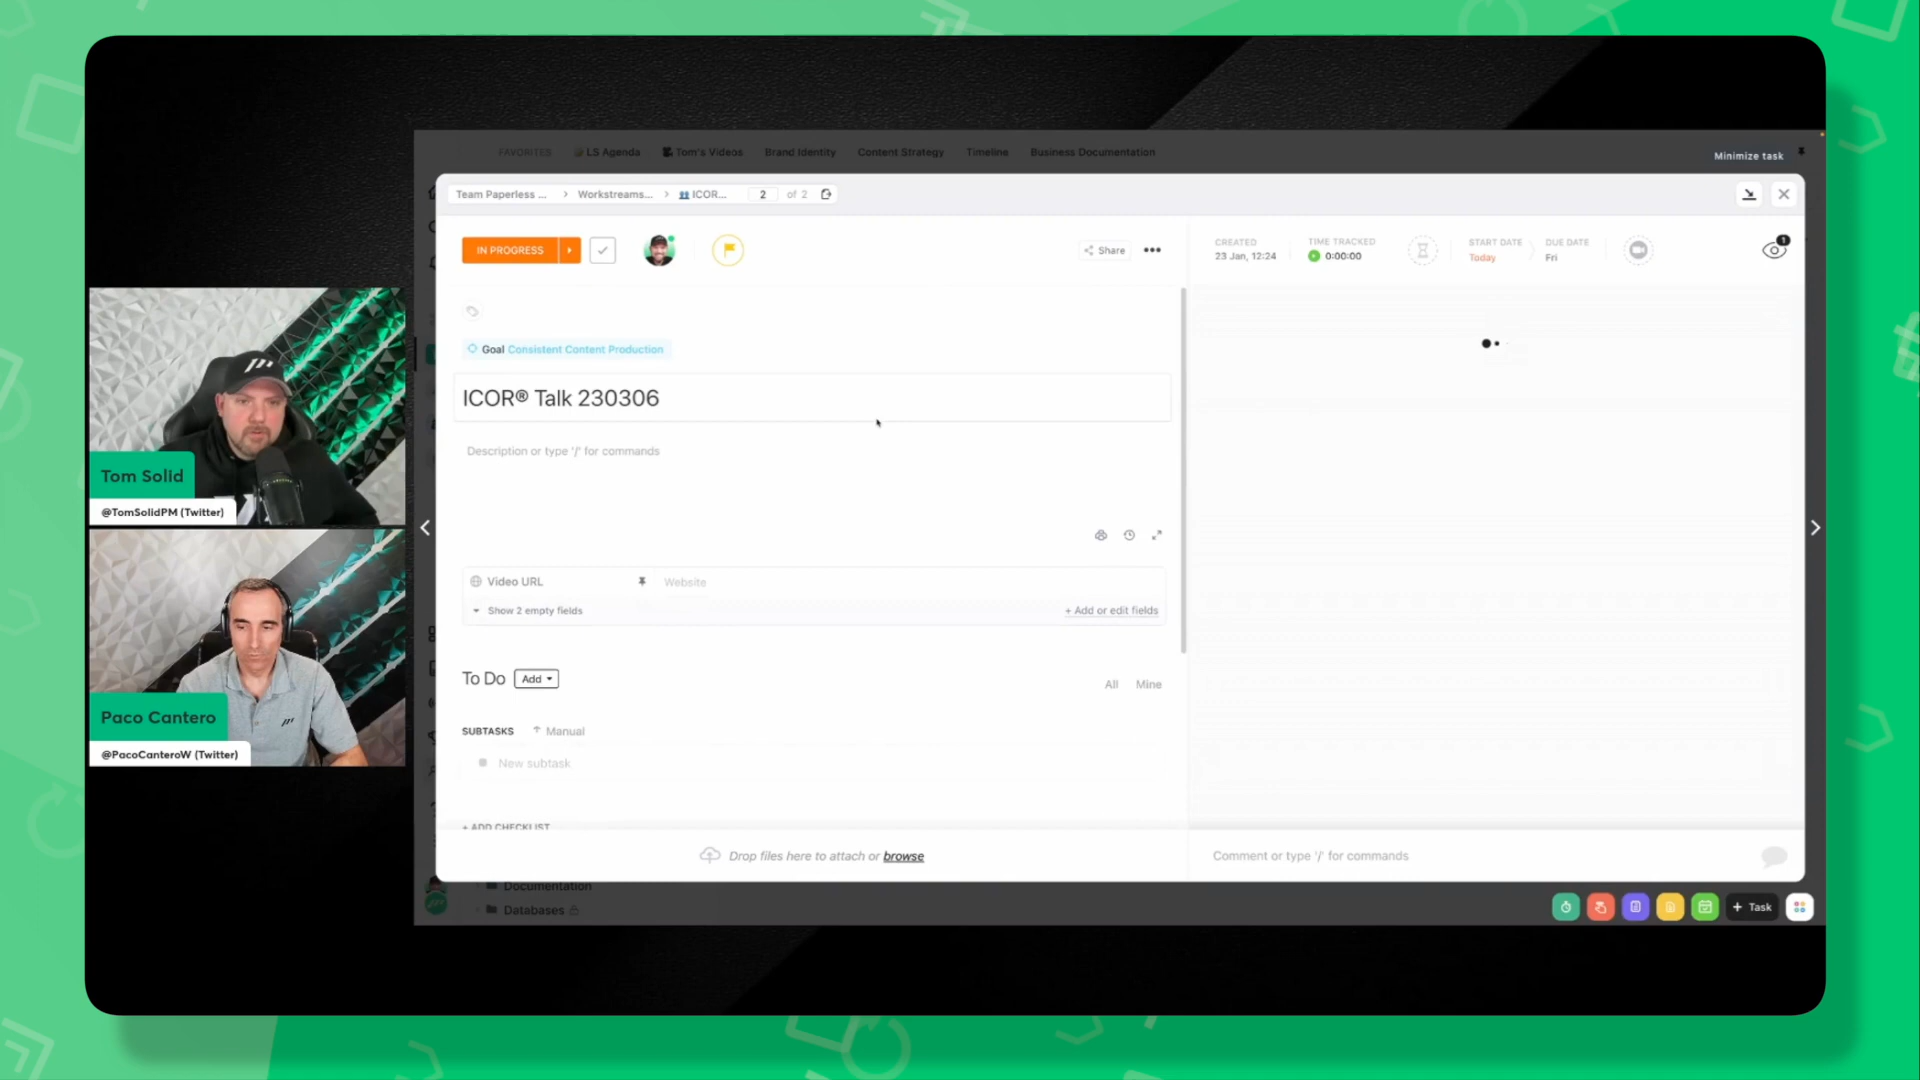 FAVORITES LS Agenda Tom's Videos Brand Identity Content Strategy Timeline Business Documentation
Minimize task
Team Paperless ... > Workstreams... > ICOR... 2 of 2
IN PROGRESS
Share
CREATED
23 Jan, 12:24
TIME TRACKED
0:00:00
START DATE
Today
DUE DATE
Fri
1
Goal Consistent Content Production
ICOR® Talk 230306
Description or type '/' for commands
Video URL
Website
Show 2 empty fields
+ Add or edit fields
To Do Add
All Mine
SUBTASKS Manual
New subtask
+ ADD CHECKLIST
Drop files here to attach or browse
Comment or type '/' for commands
Documentation
Databases
+ Task
Tom Solid
@TomSolidPM (Twitter)
Paco Cantero
@PacoCanteroW (Twitter)